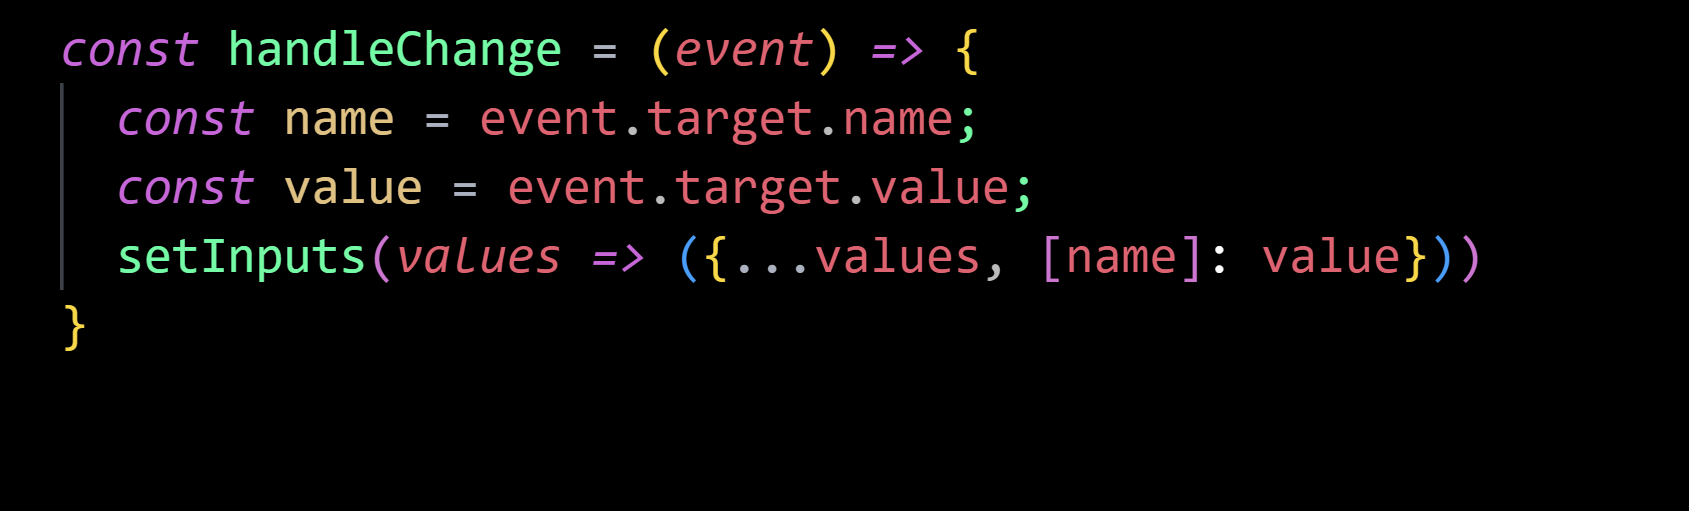 const handleChange = (event) => {
  const name = event.target.name;
  const value = event.target.value;
  setInputs(values => ({...values, [name]: value}))
}